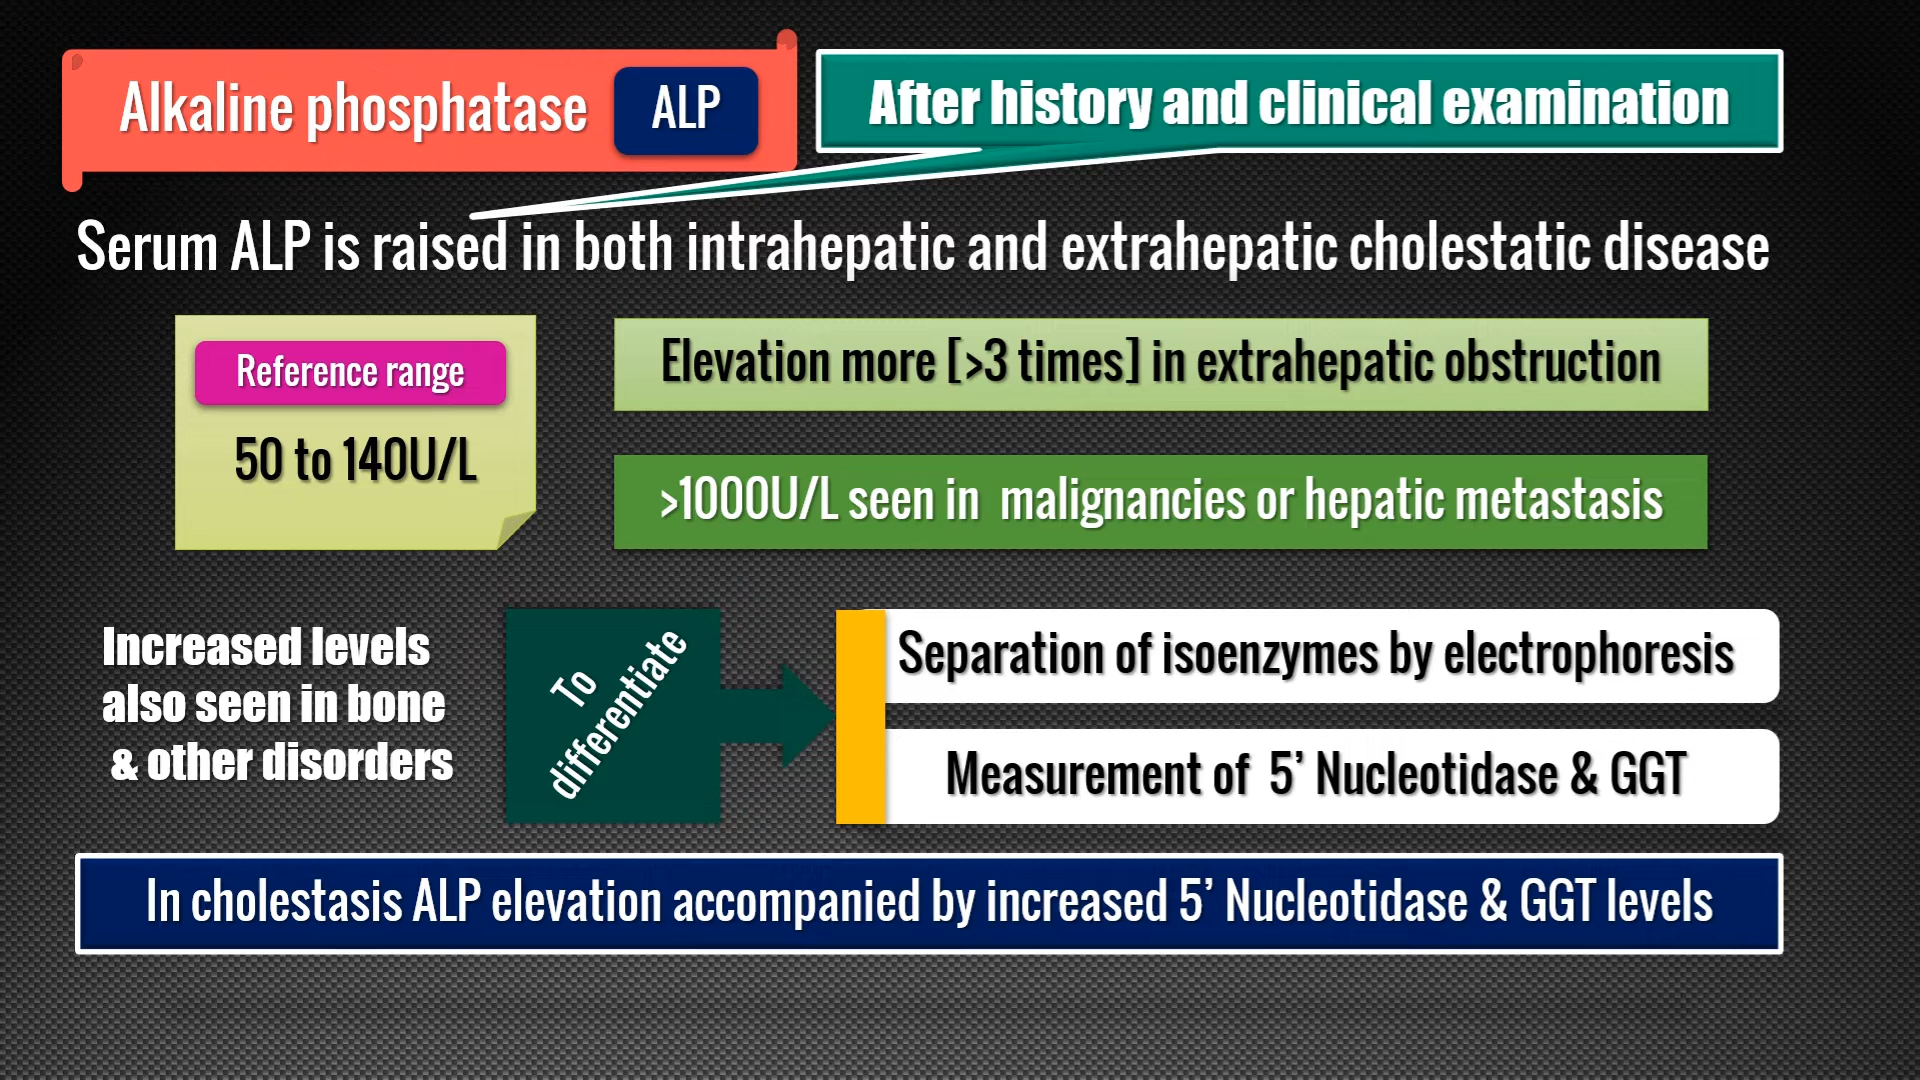 Alkaline phosphatase ALP
After history and clinical examination
Serum ALP is raised in both intrahepatic and extrahepatic cholestatic disease
Reference range
50 to 140U/L
Elevation more [>3 times] in extrahepatic obstruction
>1000U/L seen in malignancies or hepatic metastasis
Increased levels
also seen in bone
& other disorders
To
differentiate
Separation of isoenzymes by electrophoresis
Measurement of 5’ Nucleotidase & GGT
In cholestasis ALP elevation accompanied by increased 5’ Nucleotidase & GGT levels